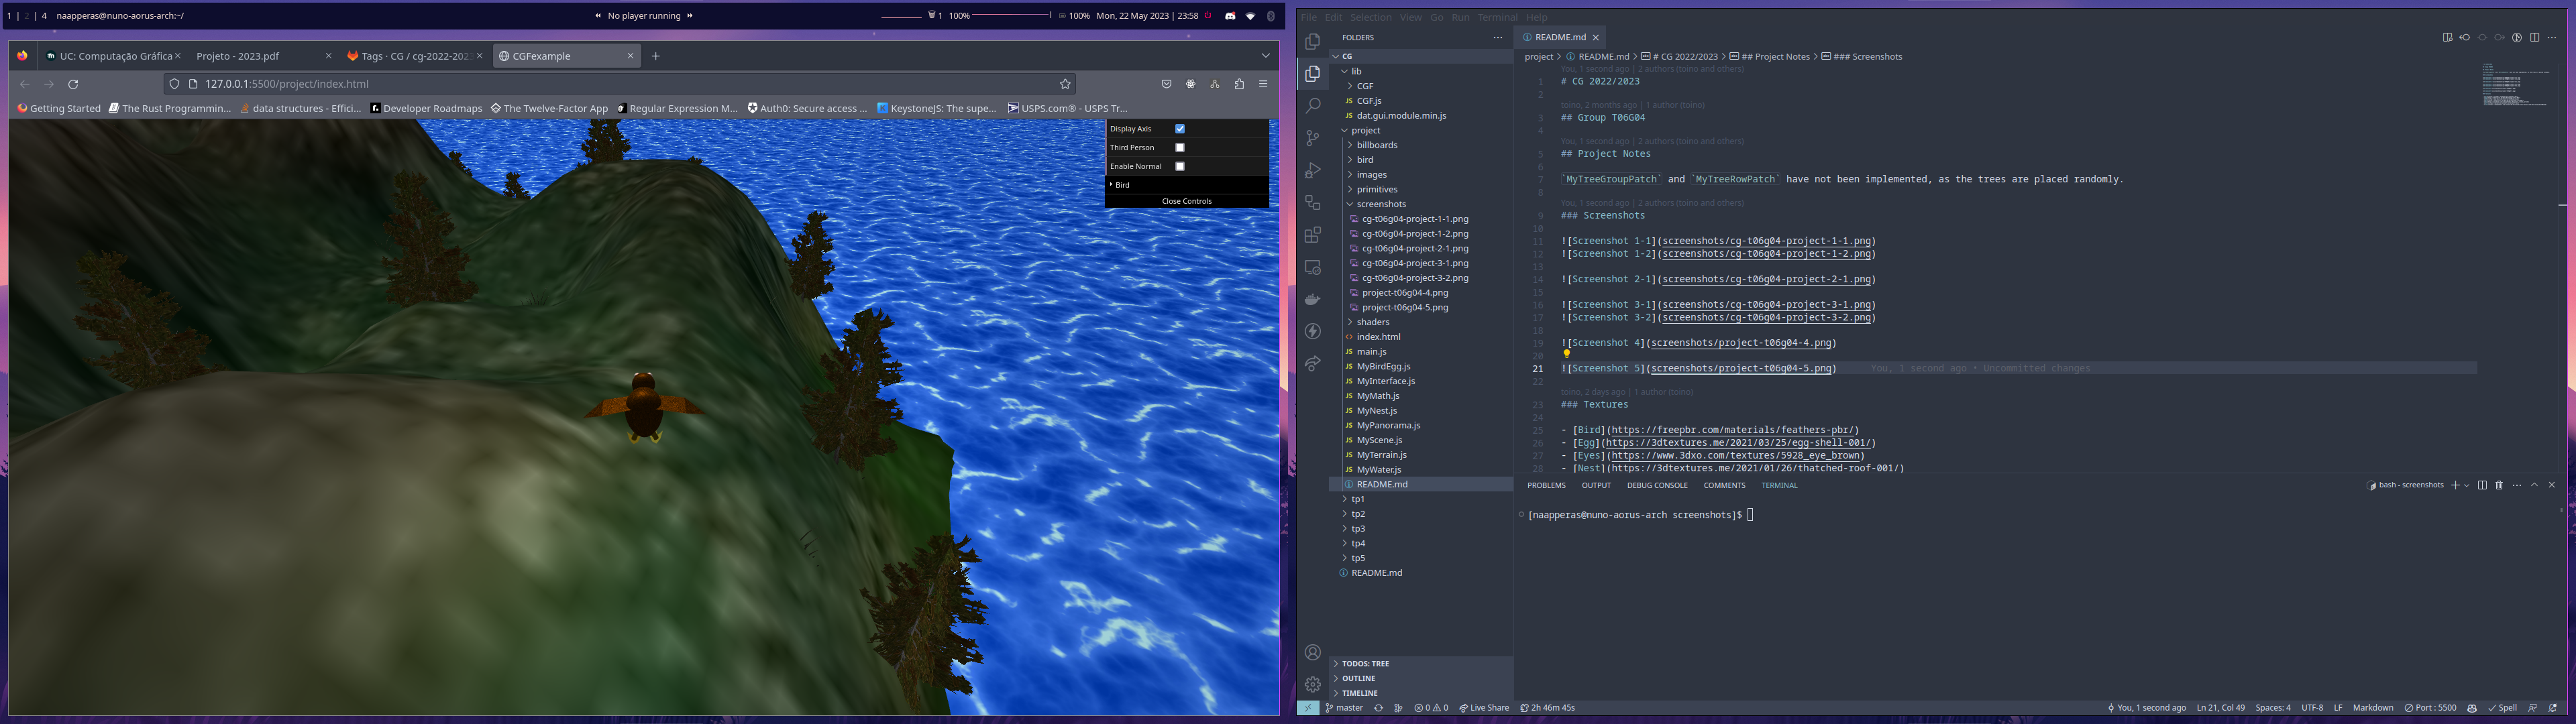 1 | 2 | 4 naapperas@nuno-aorus-arch:~/
No player running
1 100% 100% Mon, 22 May 2023 | 23:58
UC: Computação Gráfica
Projeto - 2023.pdf
Tags · CG / cg-2022-202
CGFexample
127.0.0.1:5500/project/index.html
Getting Started
The Rust Programmin...
data structures - Effici...
Developer Roadmaps
The Twelve-Factor App
Regular Expression M...
Auth0: Secure access ...
KeystoneJS: The supe...
USPS.com® - USPS Tr...
Display Axis
Third Person
Enable Normal
Bird
Close Controls
File Edit Selection View Go Run Terminal Help
FOLDERS
CG
lib
CGF
CGF.js
dat.gui.module.min.js
project
billboards
bird
images
primitives
screenshots
cg-t06g04-project-1-1.png
cg-t06g04-project-1-2.png
cg-t06g04-project-2-1.png
cg-t06g04-project-3-1.png
cg-t06g04-project-3-2.png
project-t06g04-4.png
project-t06g04-5.png
shaders
index.html
main.js
MyBirdEgg.js
MyInterface.js
MyMath.js
MyNest.js
MyPanorama.js
MyScene.js
MyTerrain.js
MyWater.js
README.md
tp1
tp2
tp3
tp4
tp5
README.md
TODOS: TREE
OUTLINE
TIMELINE
README.md
project > README.md > # CG 2022/2023 > ## Project Notes > ### Screenshots
You, 1 second ago | 2 authors (toino and others)
1 # CG 2022/2023
2
toino, 2 months ago | 1 author (toino)
3 ## Group T06G04
4
You, 1 second ago | 2 authors (toino and others)
5 ## Project Notes
6
7 `MyTreeGroupPatch` and `MyTreeRowPatch` have not been implemented, as the trees are placed randomly.
8
You, 1 second ago | 2 authors (toino and others)
9 ### Screenshots
10
11 ![Screenshot 1-1](screenshots/cg-t06g04-project-1-1.png)
12 ![Screenshot 1-2](screenshots/cg-t06g04-project-1-2.png)
13
14 ![Screenshot 2-1](screenshots/cg-t06g04-project-2-1.png)
15
16 ![Screenshot 3-1](screenshots/cg-t06g04-project-3-1.png)
17 ![Screenshot 3-2](screenshots/cg-t06g04-project-3-2.png)
18
19 ![Screenshot 4](screenshots/project-t06g04-4.png)
20
21 ![Screenshot 5](screenshots/project-t06g04-5.png) You, 1 second ago • Uncommitted changes
22
toino, 2 days ago | 1 author (toino)
23 ### Textures
24
25 - [Bird](https://freepbr.com/materials/feathers-pbr/)
26 - [Egg](https://3dtextures.me/2021/03/25/egg-shell-001/)
27 - [Eyes](https://www.3dxo.com/textures/5928_eye_brown)
28 - [Nest](https://3dtextures.me/2021/01/26/thatched-roof-001/)
PROBLEMS OUTPUT DEBUG CONSOLE COMMENTS TERMINAL
bash - screenshots
[naapperas@nuno-aorus-arch screenshots]$
master
0 0
Live Share
2h 46m 45s
You, 1 second ago
Ln 21, Col 49
Spaces: 4
UTF-8
LF
Markdown
Port : 5500
Spell